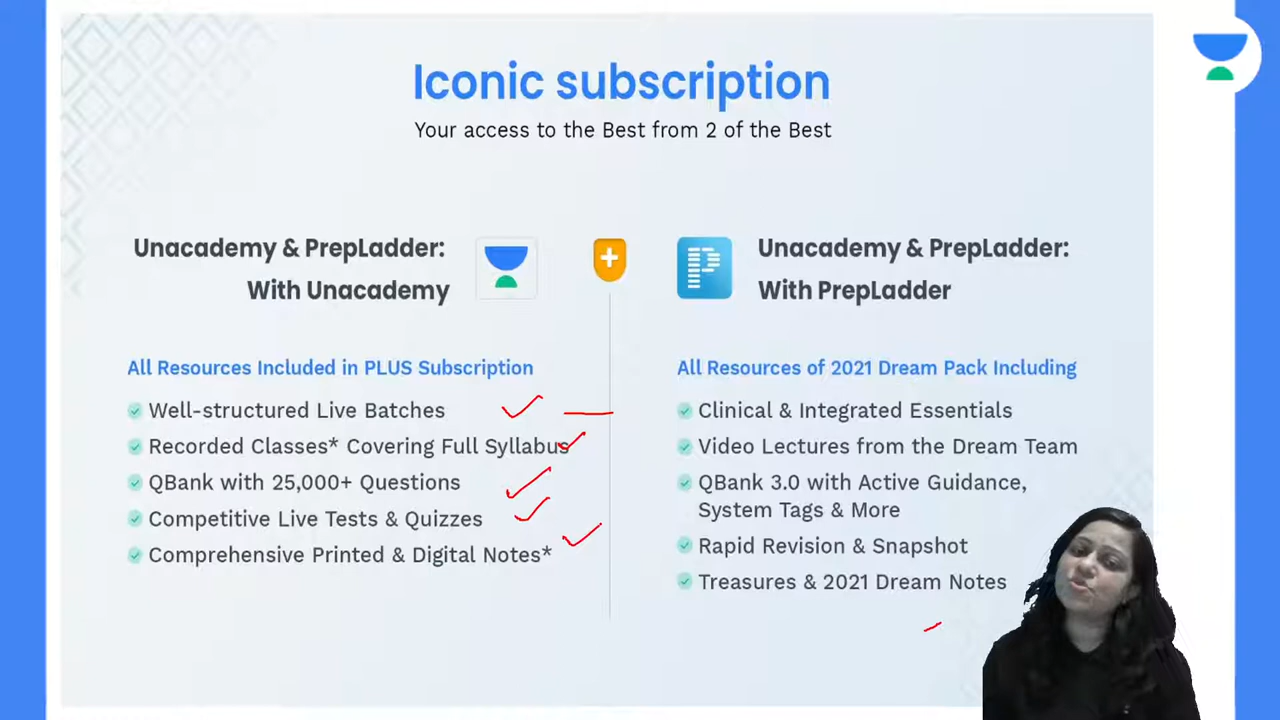 Iconic subscription
Your access to the Best from 2 of the Best
Unacademy & PrepLadder:
With Unacademy
All Resources Included in PLUS Subscription
Well-structured Live Batches
Recorded Classes* Covering Full Syllabus
QBank with 25,000+ Questions
Competitive Live Tests & Quizzes
Comprehensive Printed & Digital Notes*
Unacademy & PrepLadder:
With PrepLadder
All Resources of 2021 Dream Pack Including
Clinical & Integrated Essentials
Video Lectures from the Dream Team
QBank 3.0 with Active Guidance,
System Tags & More
Rapid Revision & Snapshot
Treasures & 2021 Dream Notes